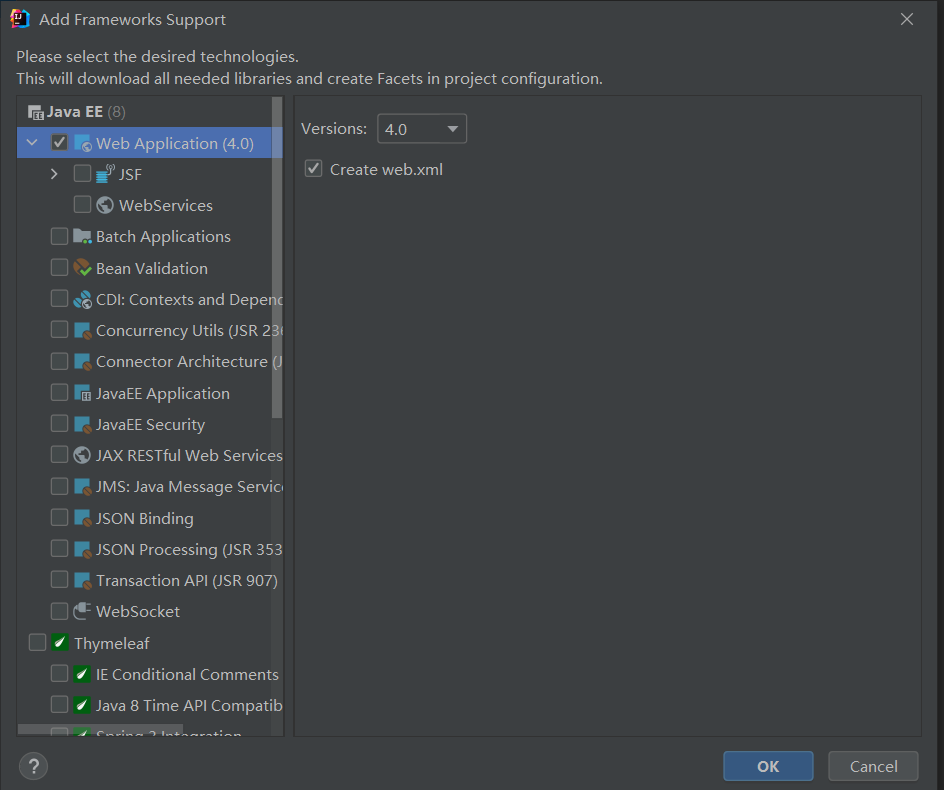 Add Frameworks Support
Please select the desired technologies.
This will download all needed libraries and create Facets in project configuration.
Java EE (8)
Web Application (4.0)
JSF
WebServices
Batch Applications
Bean Validation
CDI: Contexts and Depend
Concurrency Utils (JSR 236
Connector Architecture (J
JavaEE Application
JavaEE Security
JAX RESTful Web Services
JMS: Java Message Servic
JSON Binding
JSON Processing (JSR 353
Transaction API (JSR 907)
WebSocket
Thymeleaf
IE Conditional Comments
Java 8 Time API Compatib
Spring 3 Integration
Versions: 4.0
Create web.xml
?
OK
Cancel